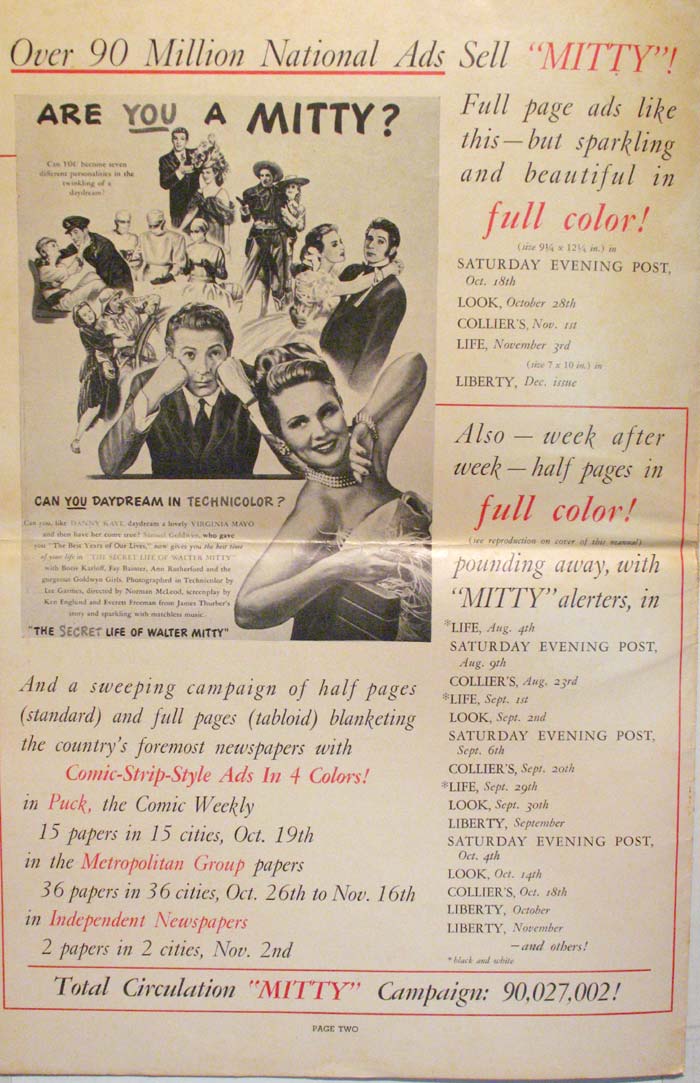 Over 90 Million National Ads Sell "MITTY"!
ARE YOU A MITTY?
Can YOU become seven
different personalities in the
twinkling of a
daydream?
CAN YOU DAYDREAM IN TECHNICOLOR?
Can you, like DANNY KAYE, daydream a lovely VIRGINIA MAYO
and then have her come true? Samuel Goldwyn, who gave
you "The Best Years of Our Lives," now gives you the best time
of your life in "THE SECRET LIFE OF WALTER MITTY"
with Boris Karloff, Fay Bainter, Ann Rutherford and the
gorgeous Goldwyn Girls. Photographed in Technicolor by
Lee Garmes, directed by Norman McLeod, screenplay by
Ken Englund and Everett Freeman from James Thurber's
story and sparkling with matchless music.
"THE SECRET LIFE OF WALTER MITTY"
Full page ads like
this—but sparkling
and beautiful in
full color!
(size 9¼ x 12¼ in.) in
SATURDAY EVENING POST,
Oct. 18th
LOOK, October 28th
COLLIER'S, Nov. 1st
LIFE, November 3rd
(size 7 x 10 in.) in
LIBERTY, Dec. issue
Also — week after
week — half pages in
full color!
(see reproduction on cover of this manual)
pounding away, with
"MITTY" alerters, in
*LIFE, Aug. 4th
SATURDAY EVENING POST,
Aug. 9th
COLLIER'S, Aug. 23rd
*LIFE, Sept. 1st
LOOK, Sept. 2nd
SATURDAY EVENING POST,
Sept. 6th
COLLIER'S, Sept. 20th
*LIFE, Sept. 29th
LOOK, Sept. 30th
LIBERTY, September
SATURDAY EVENING POST,
Oct. 4th
LOOK, Oct. 14th
COLLIER'S, Oct. 18th
LIBERTY, October
LIBERTY, November
—and others!
*black and white
And a sweeping campaign of half pages
(standard) and full pages (tabloid) blanketing
the country's foremost newspapers with
Comic-Strip-Style Ads In 4 Colors!
in Puck, the Comic Weekly
15 papers in 15 cities, Oct. 19th
in the Metropolitan Group papers
36 papers in 36 cities, Oct. 26th to Nov. 16th
in Independent Newspapers
2 papers in 2 cities, Nov. 2nd
Total Circulation "MITTY" Campaign: 90,027,002!
PAGE TWO